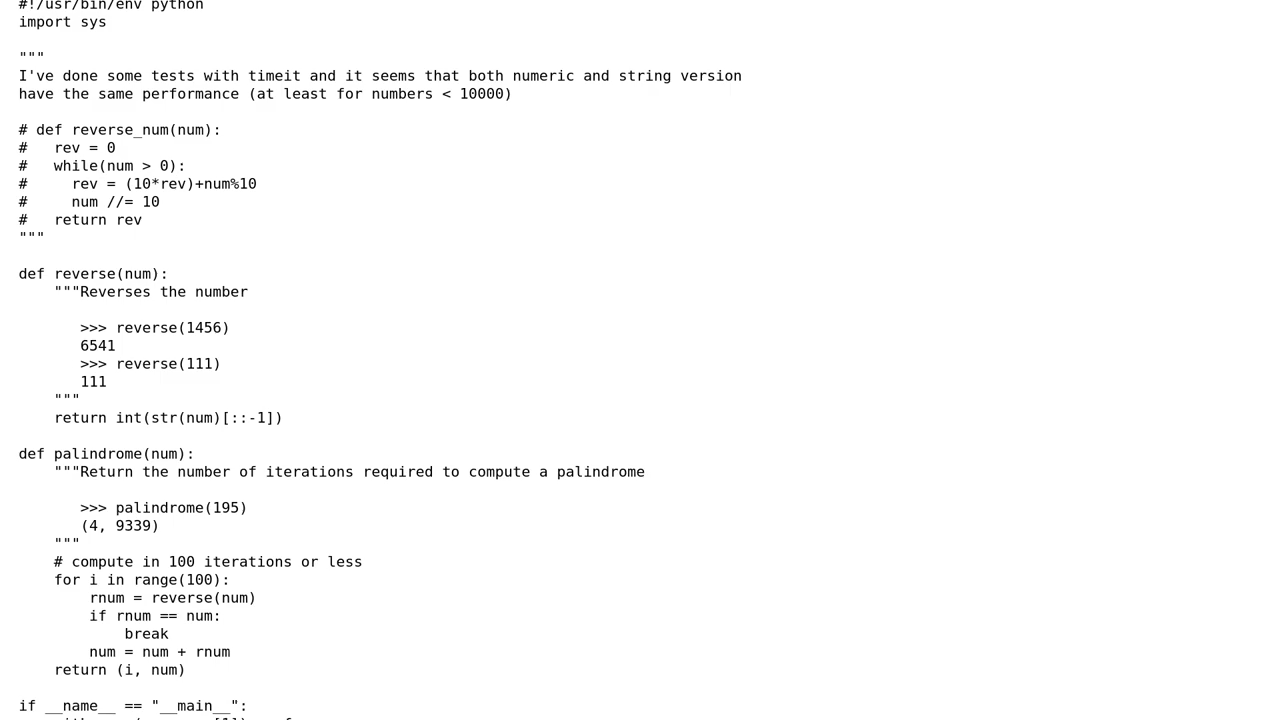 #!/usr/bin/env python
import sys

"""
I've done some tests with timeit and it seems that both numeric and string version
have the same performance (at least for numbers < 10000)

# def reverse_num(num):
#   rev = 0
#   while(num > 0):
#     rev = (10*rev)+num%10
#     num //= 10
#   return rev
"""

def reverse(num):
    """Reverses the number

       >>> reverse(1456)
       6541
       >>> reverse(111)
       111
    """
    return int(str(num)[::-1])

def palindrome(num):
    """Return the number of iterations required to compute a palindrome

       >>> palindrome(195)
       (4, 9339)
    """
    # compute in 100 iterations or less
    for i in range(100):
        rnum = reverse(num)
        if rnum == num:
            break
        num = num + rnum
    return (i, num)

if __name__ == "__main__":